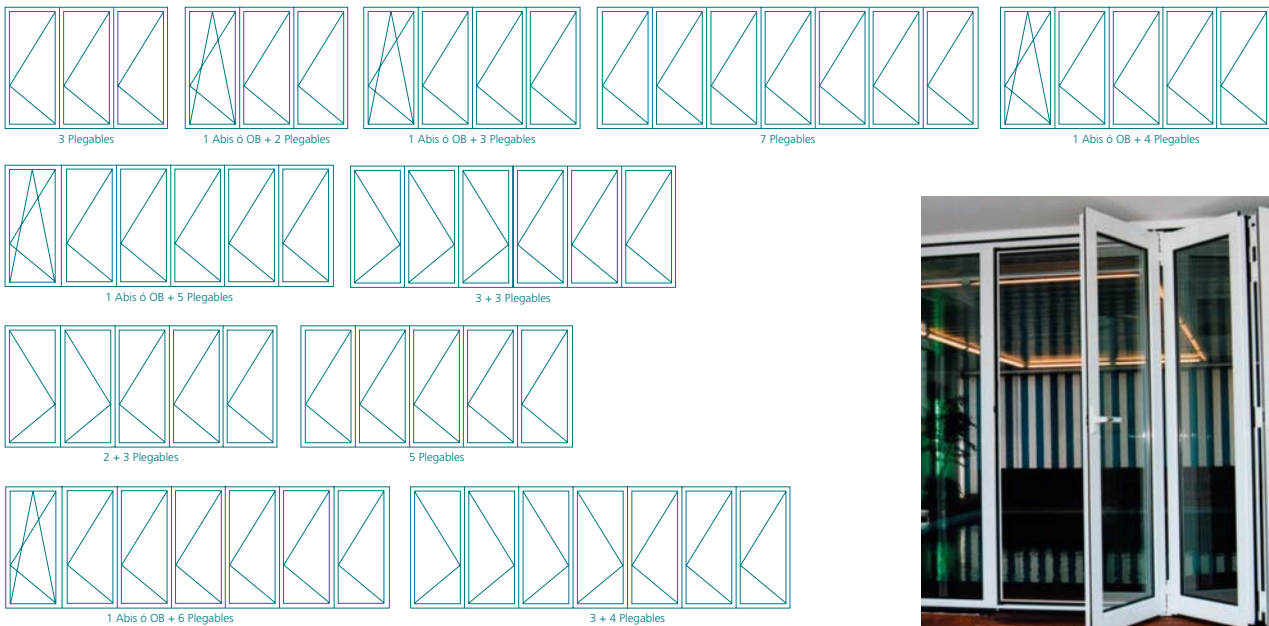 3 Plegables
1 Abis ó OB + 2 Plegables
1 Abis ó OB + 3 Plegables
7 Plegables
1 Abis ó OB + 4 Plegables
1 Abis ó OB + 5 Plegables
3 + 3 Plegables
2 + 3 Plegables
5 Plegables
1 Abis ó OB + 6 Plegables
3 + 4 Plegables